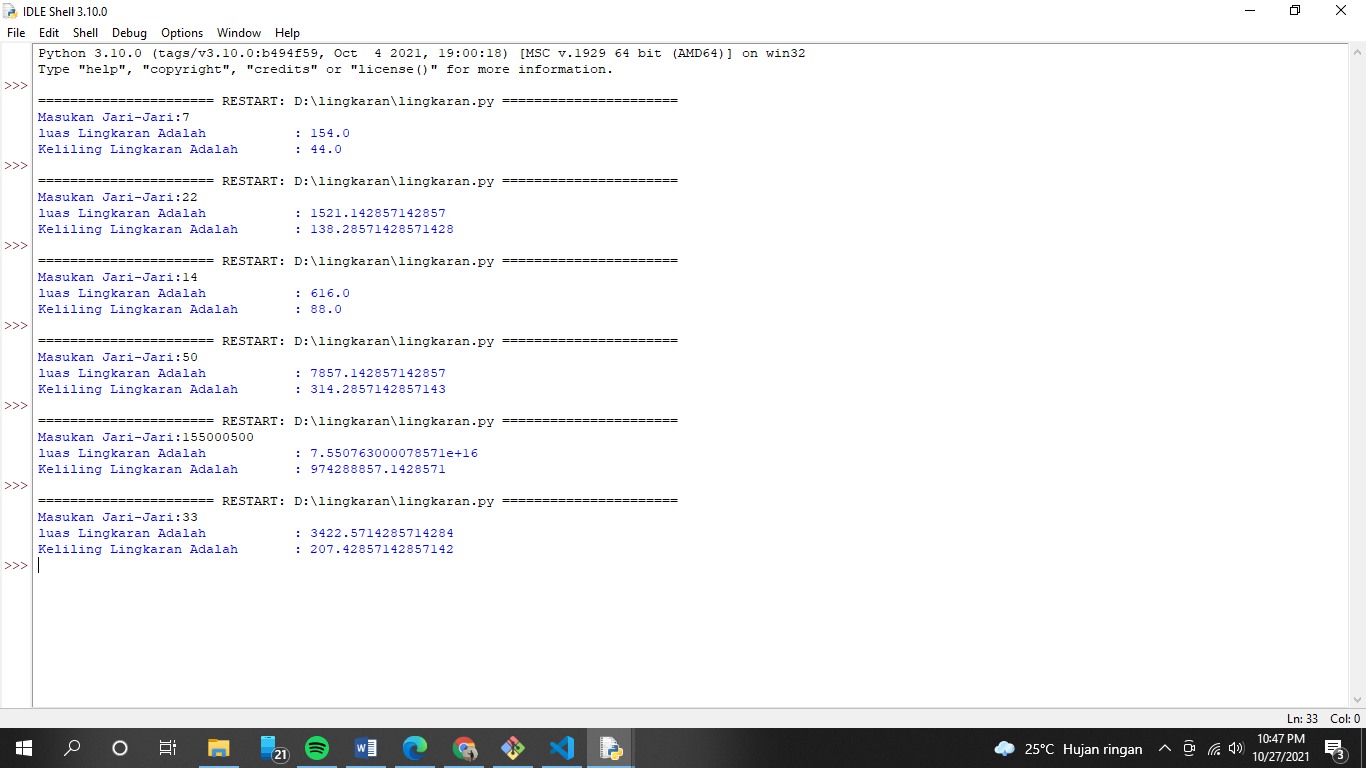 IDLE Shell 3.10.0
File Edit Shell Debug Options Window Help
Python 3.10.0 (tags/v3.10.0:b494f59, Oct  4 2021, 19:00:18) [MSC v.1929 64 bit (AMD64)] on win32
Type "help", "copyright", "credits" or "license()" for more information.
>>>
====================== RESTART: D:\lingkaran\lingkaran.py ======================
Masukan Jari-Jari:7
luas Lingkaran Adalah           : 154.0
Keliling Lingkaran Adalah       : 44.0
>>>
====================== RESTART: D:\lingkaran\lingkaran.py ======================
Masukan Jari-Jari:22
luas Lingkaran Adalah           : 1521.142857142857
Keliling Lingkaran Adalah       : 138.28571428571428
>>>
====================== RESTART: D:\lingkaran\lingkaran.py ======================
Masukan Jari-Jari:14
luas Lingkaran Adalah           : 616.0
Keliling Lingkaran Adalah       : 88.0
>>>
====================== RESTART: D:\lingkaran\lingkaran.py ======================
Masukan Jari-Jari:50
luas Lingkaran Adalah           : 7857.142857142857
Keliling Lingkaran Adalah       : 314.2857142857143
>>>
====================== RESTART: D:\lingkaran\lingkaran.py ======================
Masukan Jari-Jari:155000500
luas Lingkaran Adalah           : 7.550763000078571e+16
Keliling Lingkaran Adalah       : 974288857.1428571
>>>
====================== RESTART: D:\lingkaran\lingkaran.py ======================
Masukan Jari-Jari:33
luas Lingkaran Adalah           : 3422.5714285714284
Keliling Lingkaran Adalah       : 207.42857142857142
>>>
Ln: 33 Col: 0
21
25°C Hujan ringan
10:47 PM
10/27/2021
3